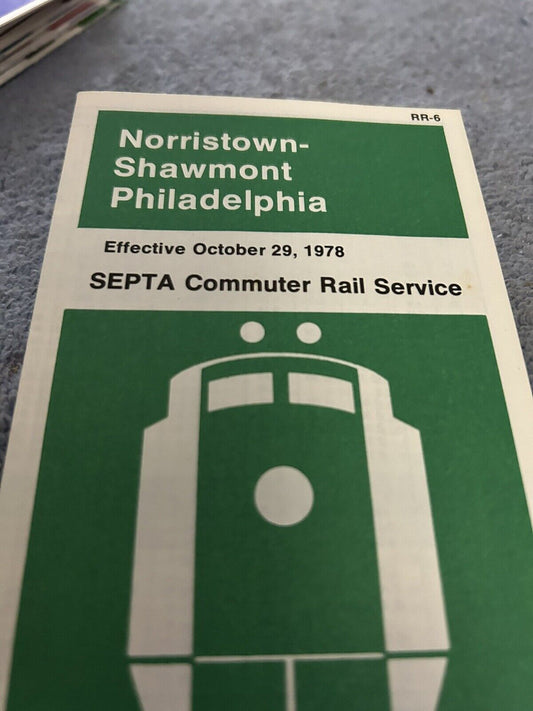 RR-6
Norristown-
Shawmont
Philadelphia
Effective October 29, 1978
SEPTA Commuter Rail Service